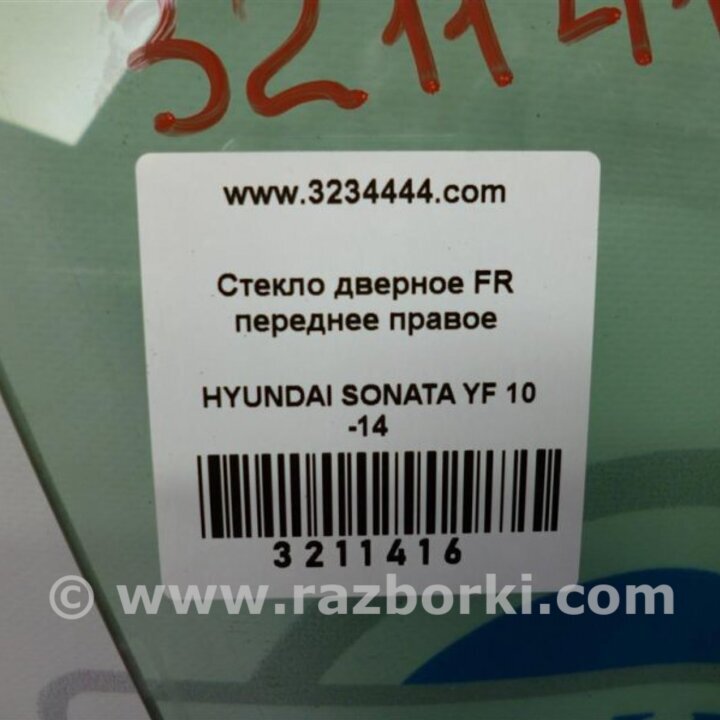 32114
www.3234444.com
Стекло дверное FR
переднее правое
HYUNDAI SONATA YF 10
-14
3211416
© www.razborki.com